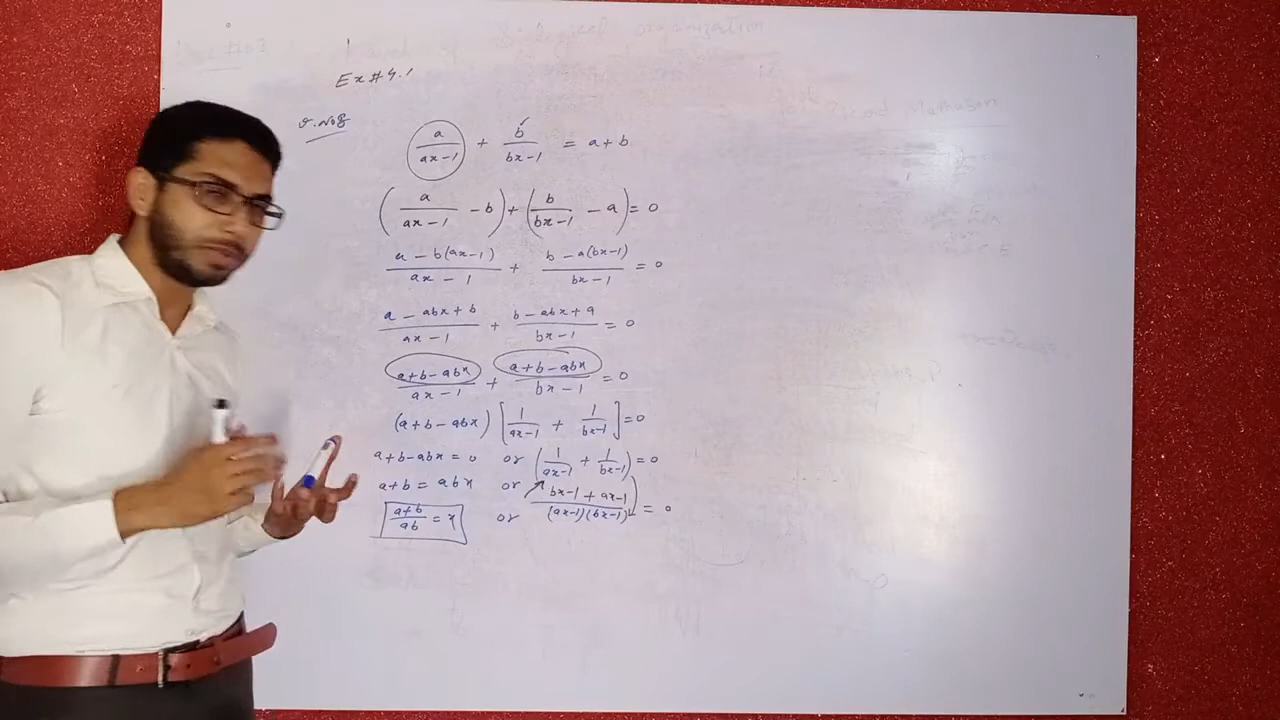 Ex#4.1
Q.No8
a/(ax-1) + b/(bx-1) = a+b
(a/(ax-1) - b) + (b/(bx-1) - a) = 0
(a - b(ax-1))/(ax-1) + (b - a(bx-1))/(bx-1) = 0
(a - abx + b)/(ax-1) + (b - abx + a)/(bx-1) = 0
(a+b-abx)/(ax-1) + (a+b-abx)/(bx-1) = 0
(a+b-abx) [1/(ax-1) + 1/(bx-1)] = 0
a+b-abx = 0 or (1/(ax-1) + 1/(bx-1)) = 0
a+b = abx or (bx-1 + ax-1)/((ax-1)(bx-1)) = 0
(a+b)/ab = x or